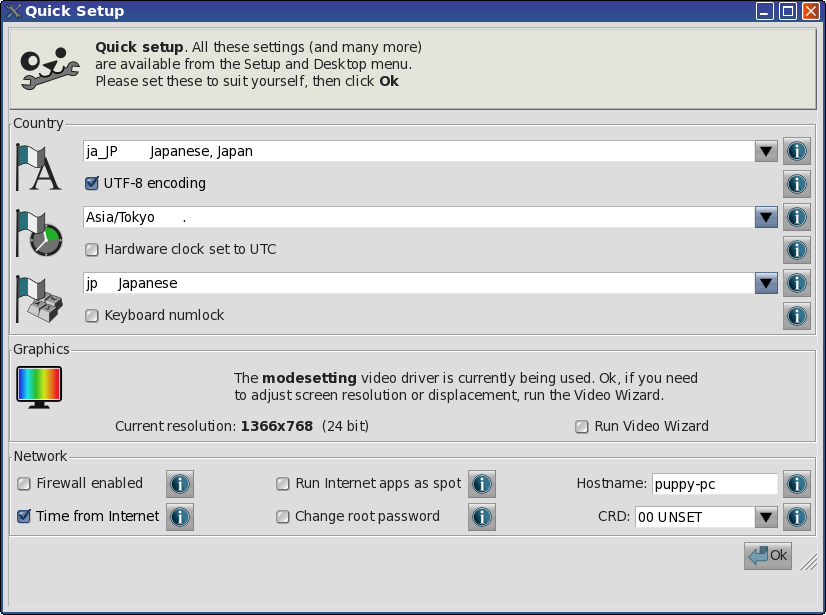 Quick Setup
Quick setup. All these settings (and many more)
are available from the Setup and Desktop menu.
Please set these to suit yourself, then click Ok
Country
ja_JP Japanese, Japan
UTF-8 encoding
Asia/Tokyo .
Hardware clock set to UTC
jp Japanese
Keyboard numlock
Graphics
The modesetting video driver is currently being used. Ok, if you need
to adjust screen resolution or displacement, run the Video Wizard.
Current resolution: 1366x768 (24 bit) Run Video Wizard
Network
Firewall enabled Run Internet apps as spot Hostname: puppy-pc
Time from Internet Change root password CRD: 00 UNSET
Ok